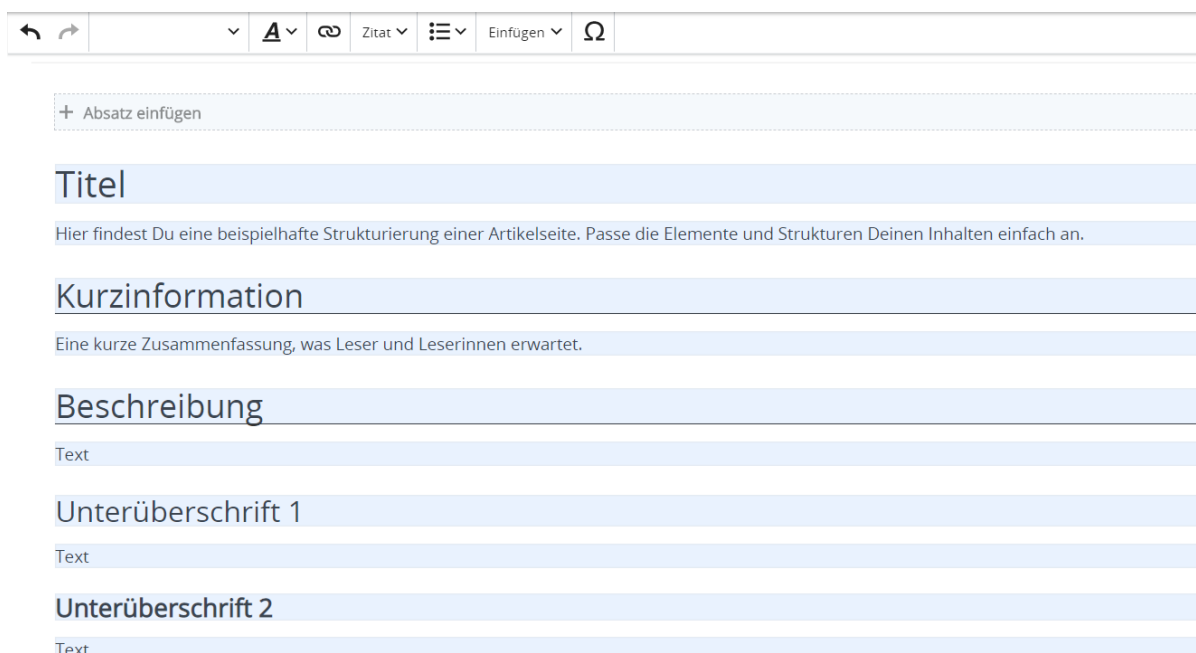 A Zitat Einfügen Ω
+ Absatz einfügen
Titel
Hier findest Du eine beispielhafte Strukturierung einer Artikelseite. Passe die Elemente und Strukturen Deinen Inhalten einfach an.
Kurzinformation
Eine kurze Zusammenfassung, was Leser und Leserinnen erwartet.
Beschreibung
Text
Unterüberschrift 1
Text
Unterüberschrift 2
Text